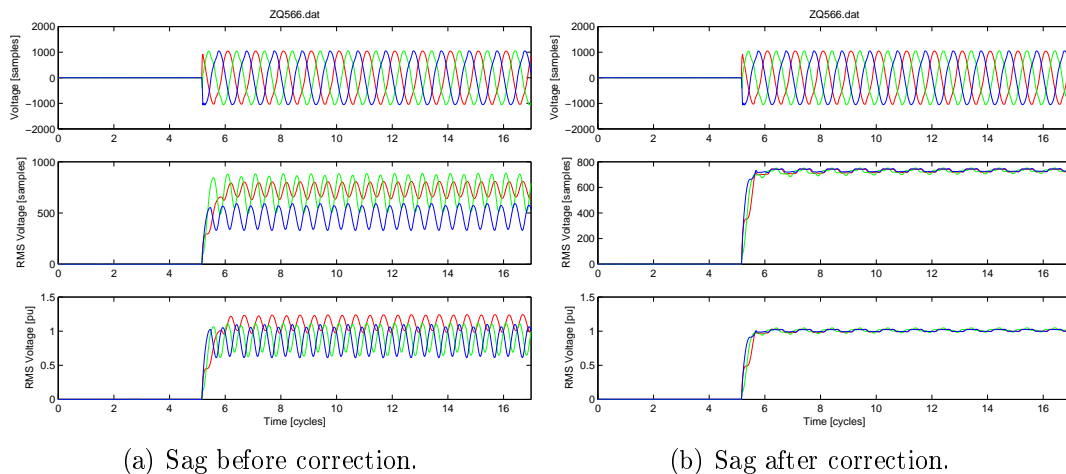 ZQ566.dat
2000
1000
0
−1000
−2000
Voltage [samples]
0 2 4 6 8 10 12 14 16
1000
500
0
RMS Voltage [samples]
0 2 4 6 8 10 12 14 16
1.5
1
0.5
0
RMS Voltage [pu]
0 2 4 6 8 10 12 14 16
Time [cycles]
(a) Sag before correction.
ZQ566.dat
2000
1000
0
−1000
−2000
Voltage [samples]
0 2 4 6 8 10 12 14 16
800
600
400
200
0
RMS Voltage [samples]
0 2 4 6 8 10 12 14 16
1.5
1
0.5
0
RMS Voltage [pu]
0 2 4 6 8 10 12 14 16
Time [cycles]
(b) Sag after correction.